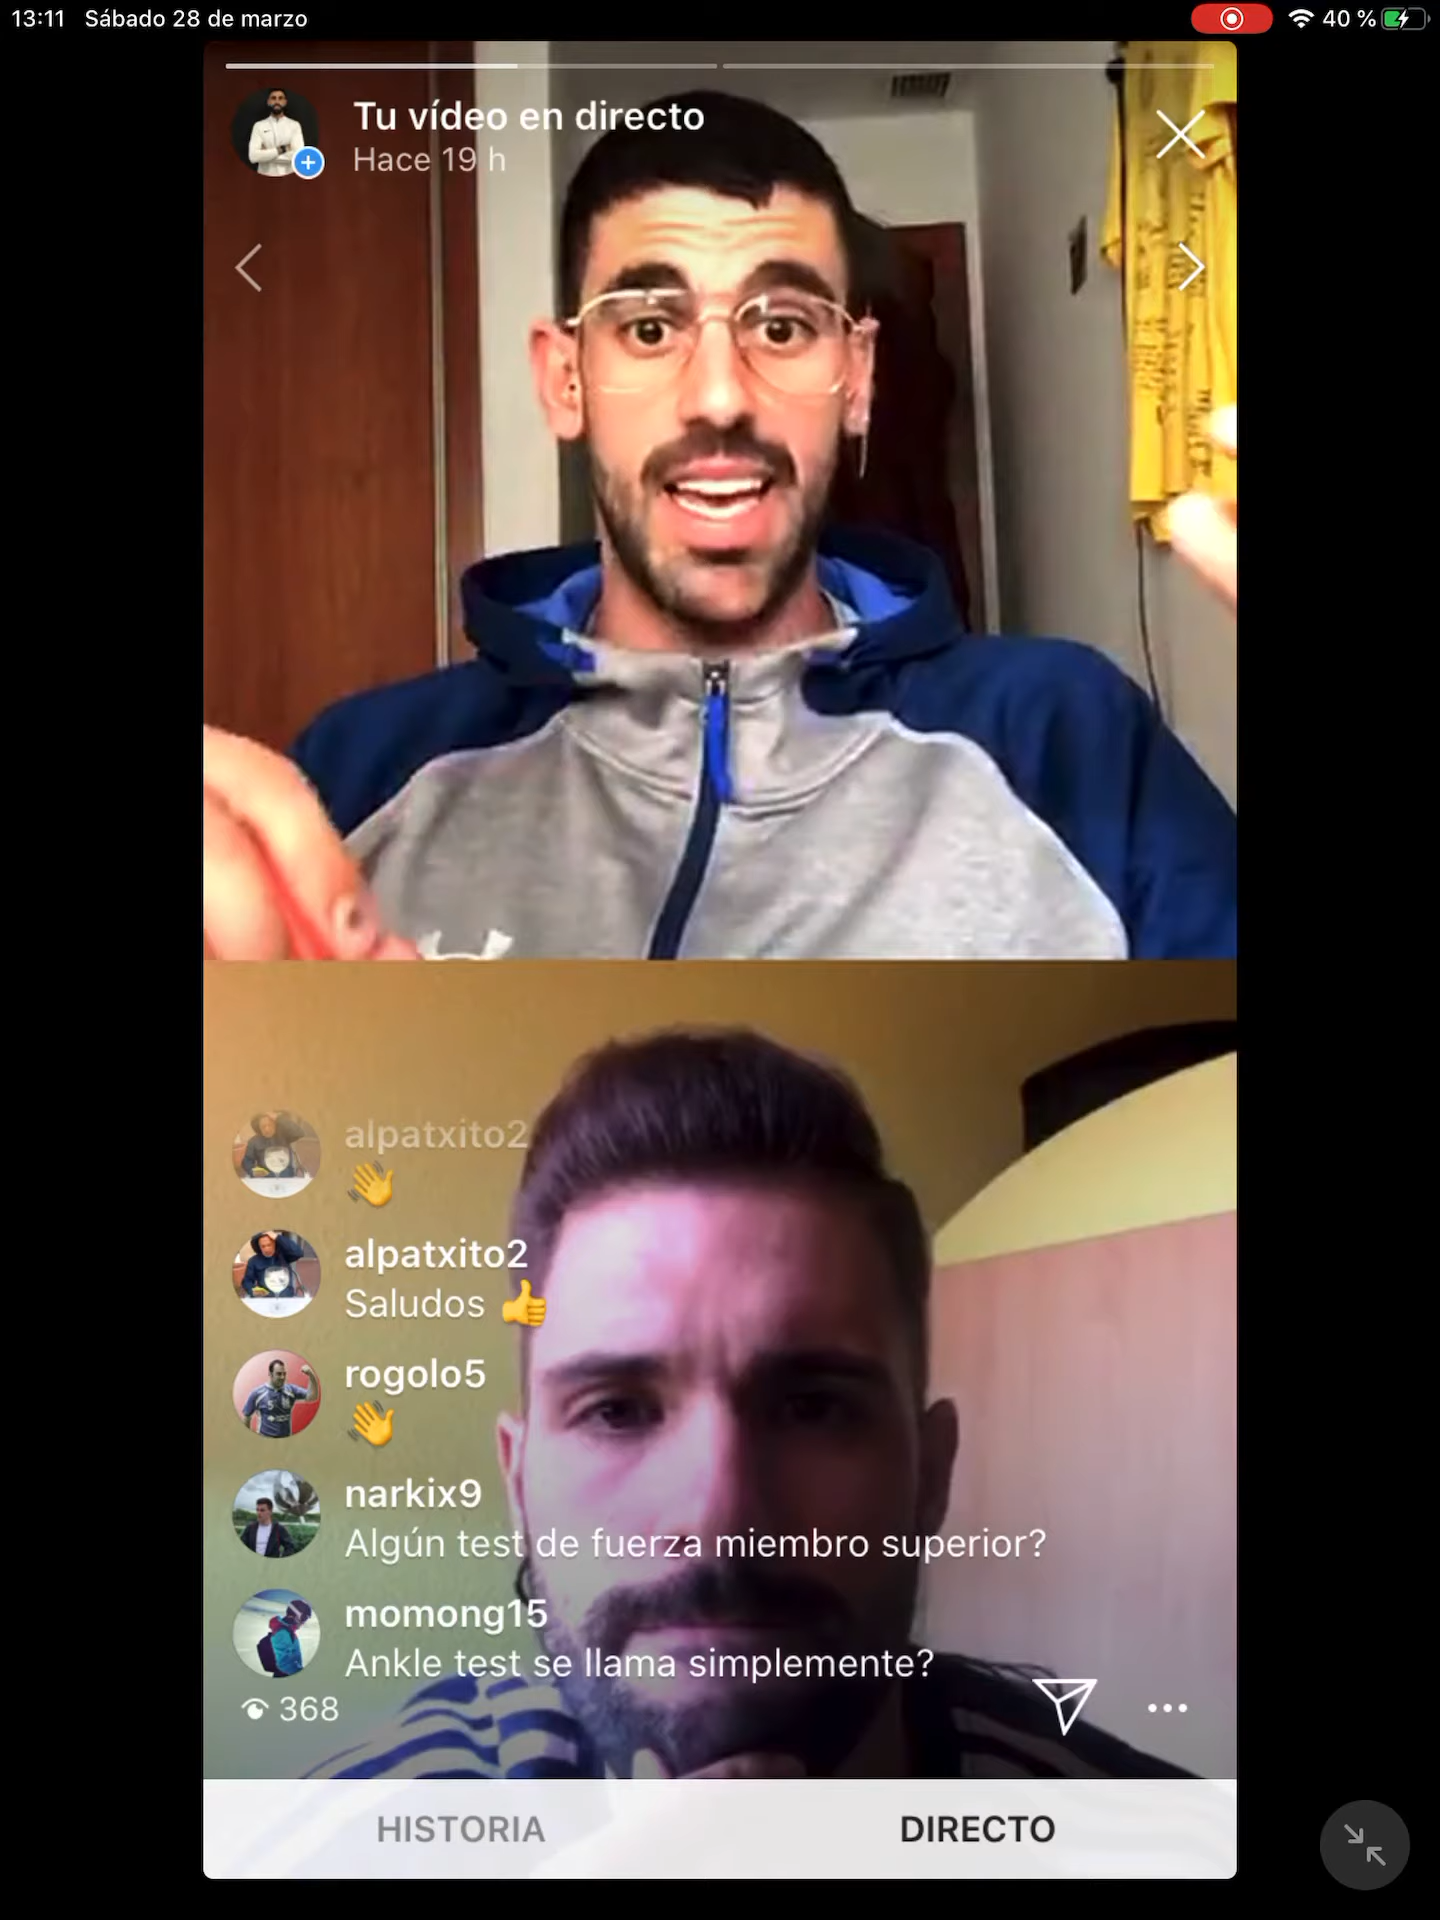 13:11 Sábado 28 de marzo
40 %
Tu vídeo en directo
Hace 19 h
alpatxito2
👋
alpatxito2
Saludos 👍
rogolo5
👋
narkix9
Algún test de fuerza miembro superior?
momong15
Ankle test se llama simplemente?
368
HISTORIA
DIRECTO